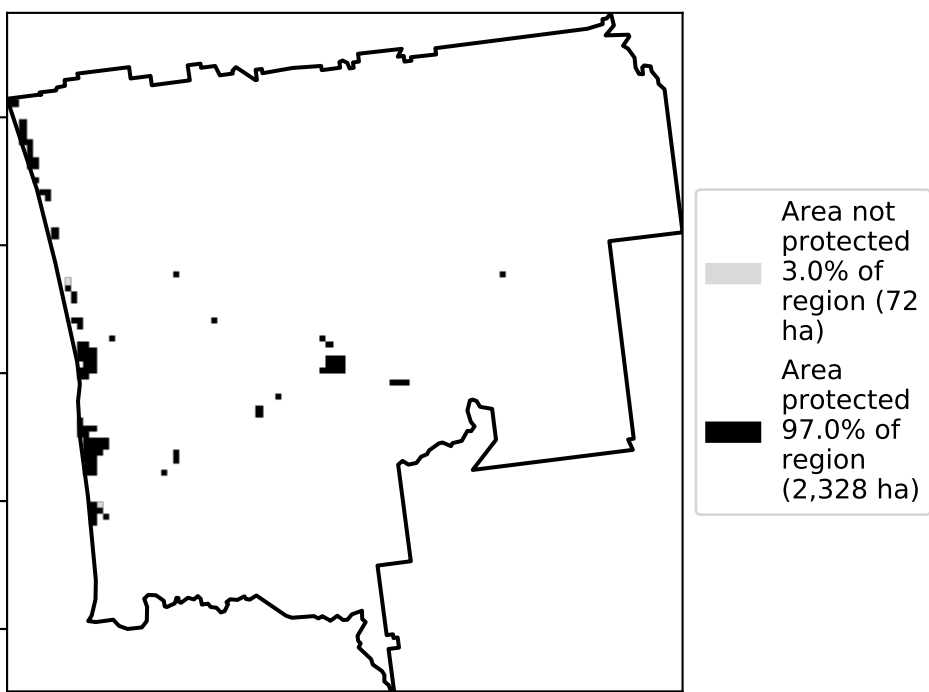 Area not
protected
3.0% of
region (72
ha)
Area
protected
97.0% of
region
(2,328 ha)